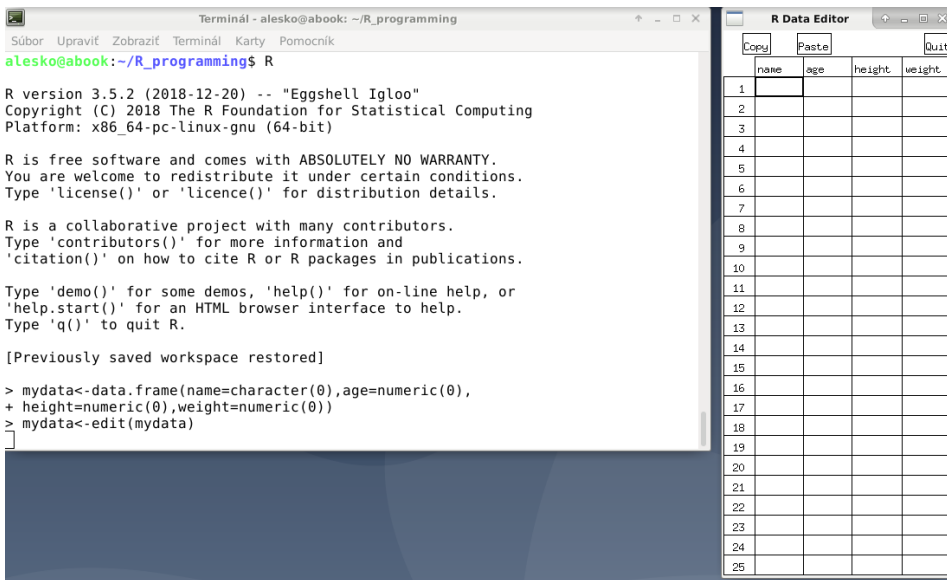 Terminál - alesko@abook: ~/R_programming
Súbor Upraviť Zobraziť Terminál Karty Pomocník
alesko@abook:~/R_programming$ R
R version 3.5.2 (2018-12-20) -- "Eggshell Igloo"
Copyright (C) 2018 The R Foundation for Statistical Computing
Platform: x86_64-pc-linux-gnu (64-bit)
R is free software and comes with ABSOLUTELY NO WARRANTY.
You are welcome to redistribute it under certain conditions.
Type 'license()' or 'licence()' for distribution details.
R is a collaborative project with many contributors.
Type 'contributors()' for more information and
'citation()' on how to cite R or R packages in publications.
Type 'demo()' for some demos, 'help()' for on-line help, or
'help.start()' for an HTML browser interface to help.
Type 'q()' to quit R.
[Previously saved workspace restored]
> mydata<-data.frame(name=character(0),age=numeric(0),
+ height=numeric(0),weight=numeric(0))
> mydata<-edit(mydata)
R Data Editor
Copy Paste Quit
name age height weight
1
2
3
4
5
6
7
8
9
10
11
12
13
14
15
16
17
18
19
20
21
22
23
24
25